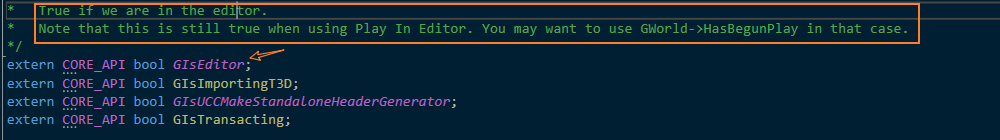 *   True if we are in the editor.
*   Note that this is still true when using Play In Editor. You may want to use GWorld->HasBegunPlay in that case.
*/
extern CORE_API bool GIsEditor;
extern CORE_API bool GIsImportingT3D;
extern CORE_API bool GIsUCCMakeStandaloneHeaderGenerator;
extern CORE_API bool GIsTransacting;